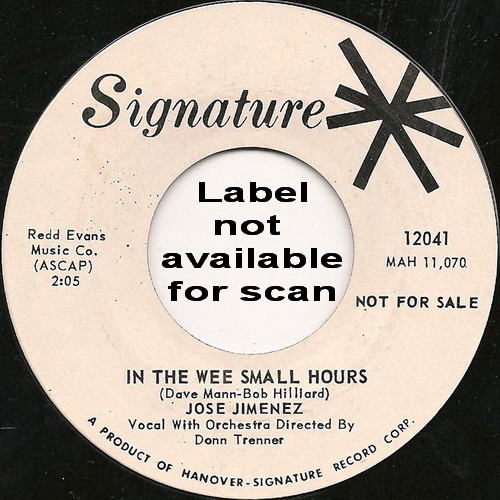 Signature
Label
not
available
for scan
Redd Evans
Music Co.
(ASCAP)
2:05
12041
MAH 11,070
NOT FOR SALE
IN THE WEE SMALL HOURS
(Dave Mann-Bob Hilliard)
JOSE JIMENEZ
Vocal With Orchestra Directed By
Donn Trenner
A PRODUCT OF HANOVER-SIGNATURE RECORD CORP.